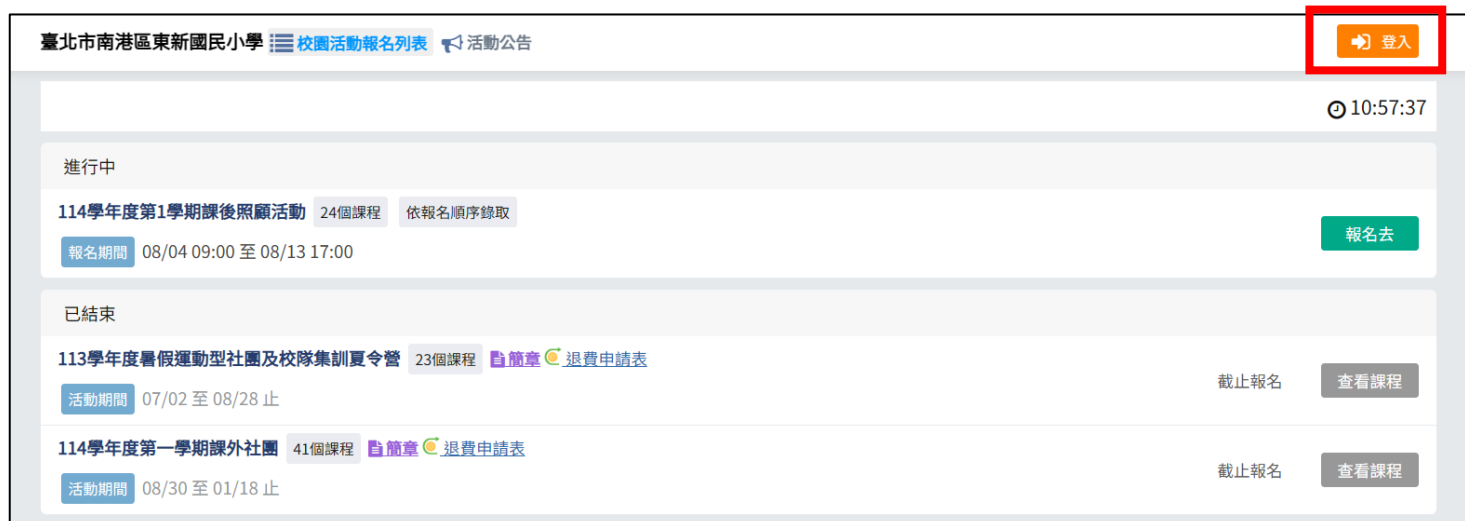 臺北市南港區東新國民小學 校園活動報名列表 活動公告 登入
10:57:37
進行中
114學年度第1學期課後照顧活動 24個課程 依報名順序錄取
報名去
報名期間 08/04 09:00 至 08/13 17:00
已結束
113學年度暑假運動型社團及校隊集訓夏令營 23個課程 簡章 退費申請表
截止報名 查看課程
活動期間 07/02 至 08/28 止
114學年度第一學期課外社團 41個課程 簡章 退費申請表
截止報名 查看課程
活動期間 08/30 至 01/18 止